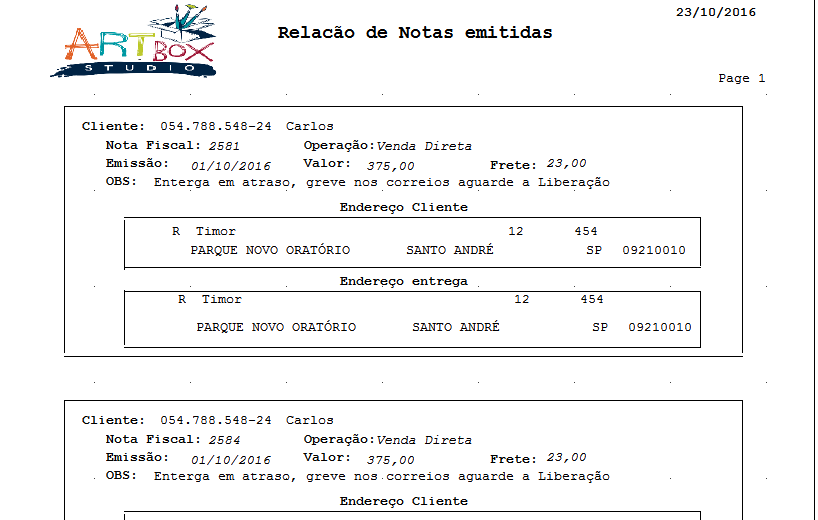 ARTBOX
STUDIO
23/10/2016
Relacão de Notas emitidas
Page 1
Cliente: 054.788.548-24 Carlos
Nota Fiscal: 2581 Operação: Venda Direta
Emissão: 01/10/2016 Valor: 375,00 Frete: 23,00
OBS: Enterga em atraso, greve nos correios aguarde a Liberação
Endereço Cliente
R Timor 12 454
PARQUE NOVO ORATÓRIO SANTO ANDRÉ SP 09210010
Endereço entrega
R Timor 12 454
PARQUE NOVO ORATÓRIO SANTO ANDRÉ SP 09210010
Cliente: 054.788.548-24 Carlos
Nota Fiscal: 2584 Operação: Venda Direta
Emissão: 01/10/2016 Valor: 375,00 Frete: 23,00
OBS: Enterga em atraso, greve nos correios aguarde a Liberação
Endereço Cliente